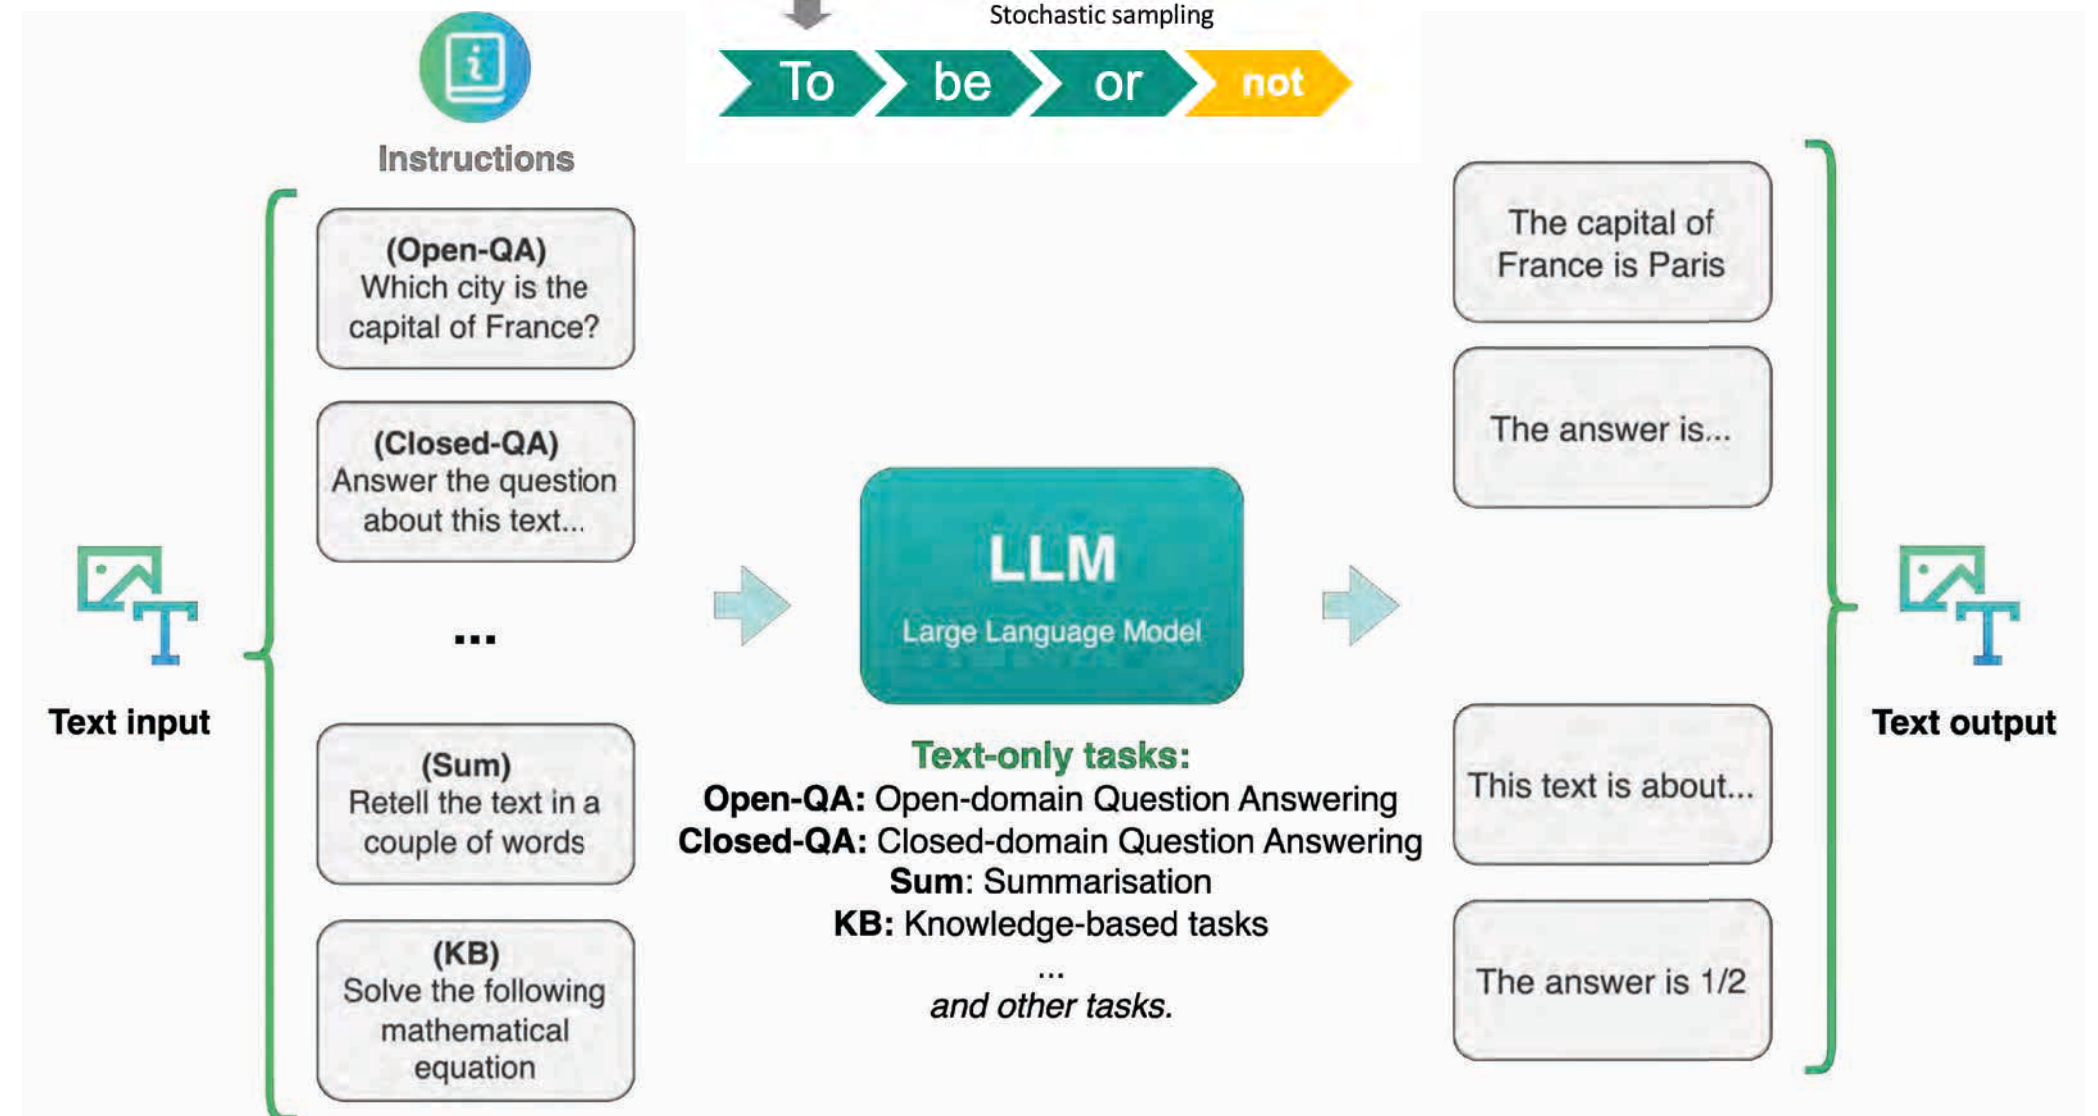 Stochastic sampling
To be or not
Instructions
(Open-QA)
Which city is the
capital of France?
(Closed-QA)
Answer the question
about this text...
...
(Sum)
Retell the text in a
couple of words
(KB)
Solve the following
mathematical
equation
Text input
LLM
Large Language Model
Text-only tasks:
Open-QA: Open-domain Question Answering
Closed-QA: Closed-domain Question Answering
Sum: Summarisation
KB: Knowledge-based tasks
...
and other tasks.
The capital of
France is Paris
The answer is...
This text is about...
The answer is 1/2
Text output